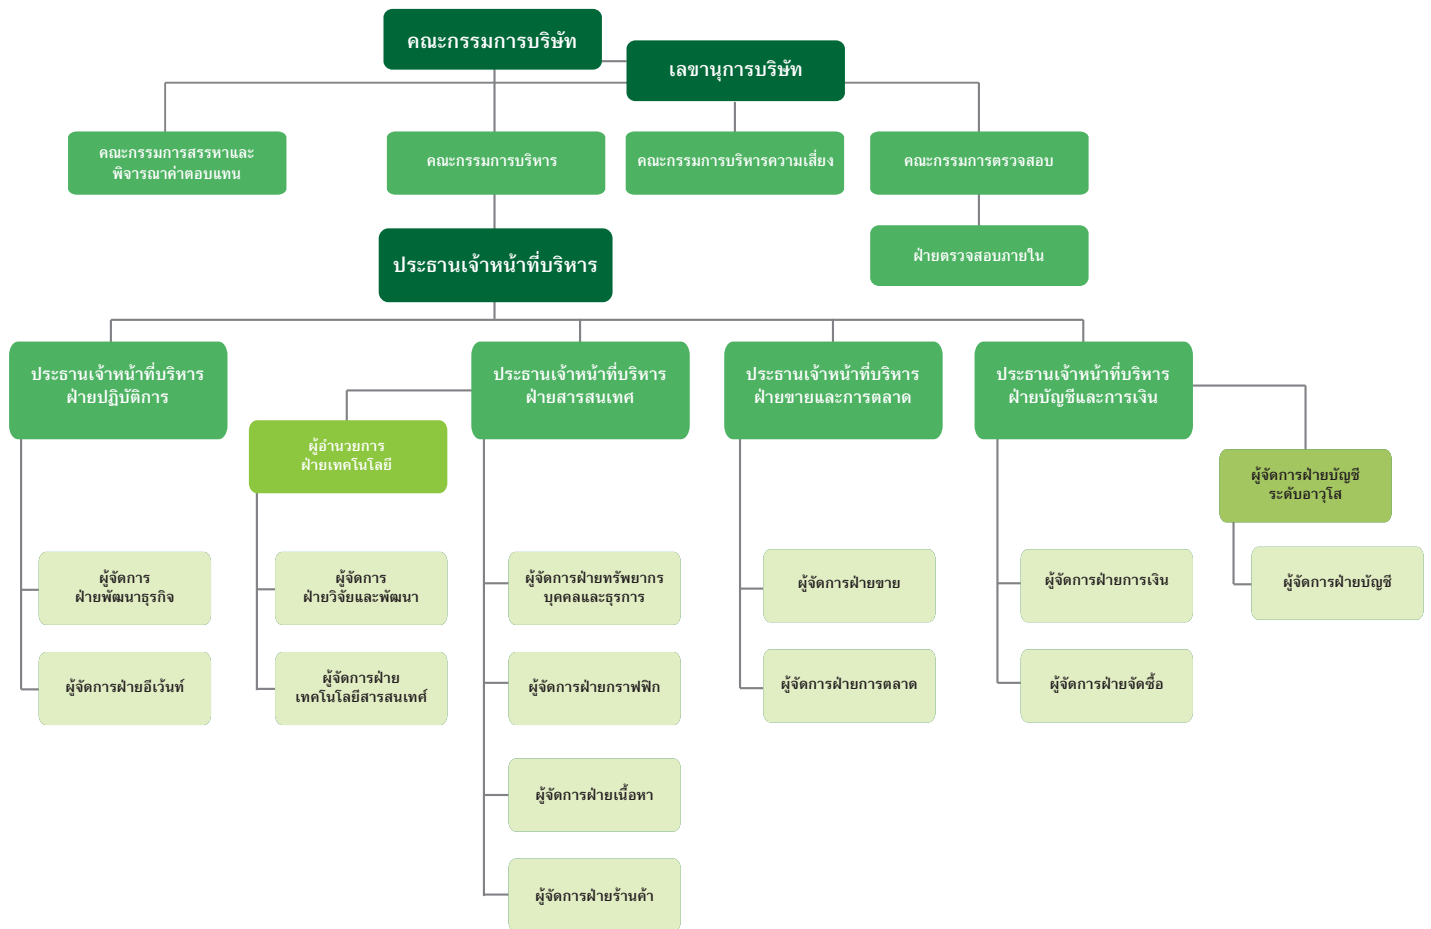 คณะกรรมการบริษัท
เลขานุการบริษัท
คณะกรรมการสรรหาและ
พิจารณาค่าตอบแทน
คณะกรรมการบริหาร
คณะกรรมการบริหารความเสี่ยง
คณะกรรมการตรวจสอบ
ฝ่ายตรวจสอบภายใน
ประธานเจ้าหน้าที่บริหาร
ประธานเจ้าหน้าที่บริหาร
ฝ่ายปฏิบัติการ
ประธานเจ้าหน้าที่บริหาร
ฝ่ายสารสนเทศ
ประธานเจ้าหน้าที่บริหาร
ฝ่ายขายและการตลาด
ประธานเจ้าหน้าที่บริหาร
ฝ่ายบัญชีและการเงิน
ผู้อำนวยการ
ฝ่ายเทคโนโลยี
ผู้จัดการฝ่ายบัญชี
ระดับอาวุโส
ผู้จัดการ
ฝ่ายพัฒนาธุรกิจ
ผู้จัดการ
ฝ่ายวิจัยและพัฒนา
ผู้จัดการฝ่ายทรัพยากร
บุคคลและธุรการ
ผู้จัดการฝ่ายขาย
ผู้จัดการฝ่ายการเงิน
ผู้จัดการฝ่ายบัญชี
ผู้จัดการฝ่ายอีเว้นท์
ผู้จัดการฝ่าย
เทคโนโลยีสารสนเทศ์
ผู้จัดการฝ่ายกราฟฟิก
ผู้จัดการฝ่ายการตลาด
ผู้จัดการฝ่ายจัดซื้อ
ผู้จัดการฝ่ายเนื้อหา
ผู้จัดการฝ่ายร้านค้า